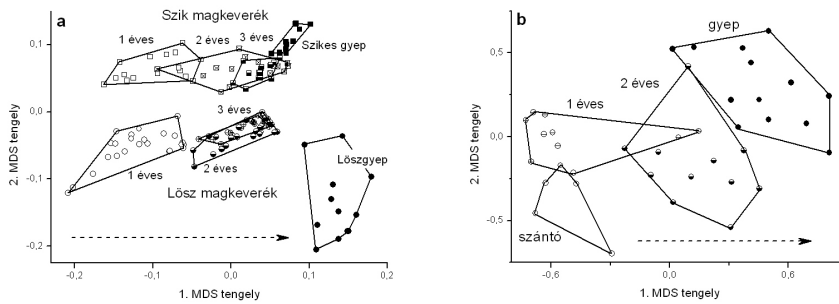 a
Szik magkeverék
1 éves
2 éves
3 éves
Szikes gyep
3 éves
2 éves
1 éves
Lösz magkeverék
Löszgyep
0,1
0,0
-0,1
-0,2
-0,2
-0,1
0,0
0,1
0,2
2. MDS tengely
1. MDS tengely
b
gyep
2 éves
1 éves
szántó
0,5
0,0
-0,5
-0,6
0,0
0,6
2. MDS tengely
1. MDS tengely